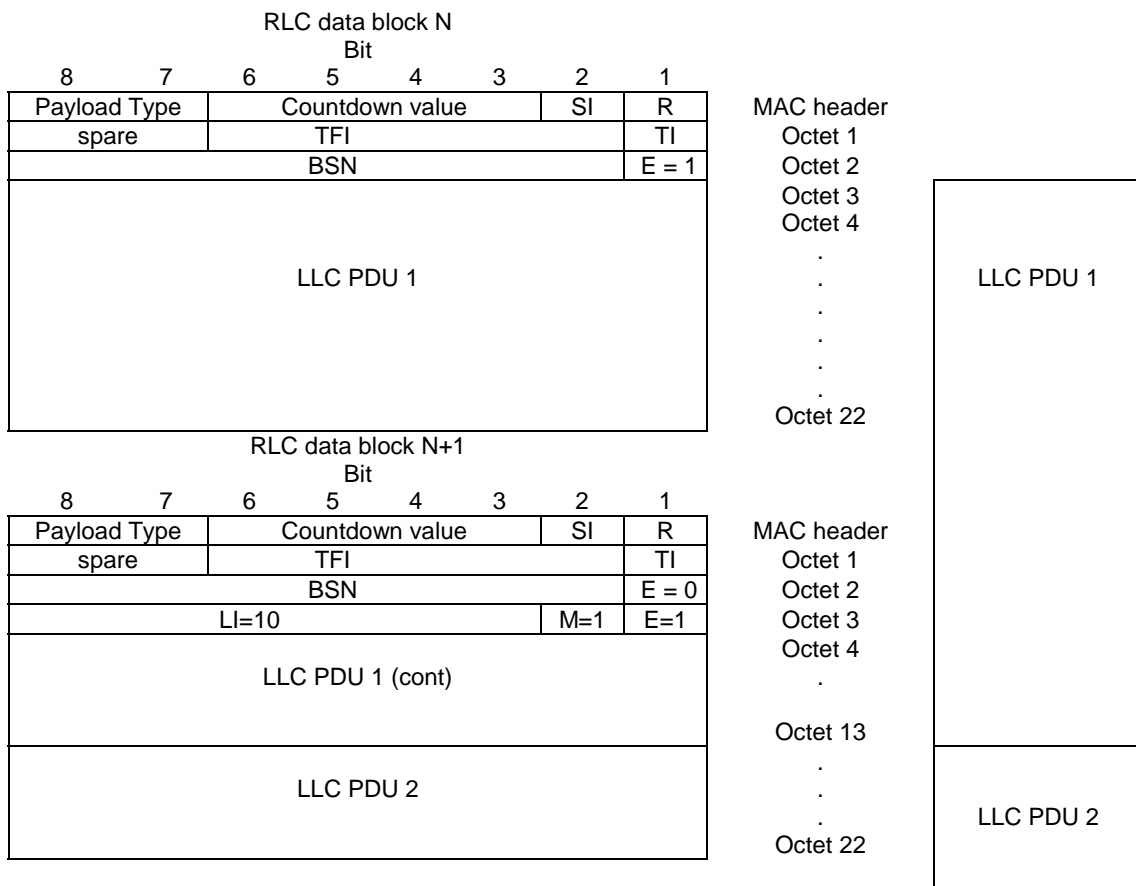 RLC data block N
Bit
8 7 6 5 4 3 2 1
Payload Type Countdown value SI R MAC header
spare TFI TI Octet 1
BSN E = 1 Octet 2
Octet 3
Octet 4
.
LLC PDU 1 . LLC PDU 1
.
.
.
.
Octet 22
RLC data block N+1
Bit
8 7 6 5 4 3 2 1
Payload Type Countdown value SI R MAC header
spare TFI TI Octet 1
BSN E = 0 Octet 2
LI=10 M=1 E=1 Octet 3
Octet 4
LLC PDU 1 (cont) .
Octet 13
.
LLC PDU 2 .
. LLC PDU 2
Octet 22